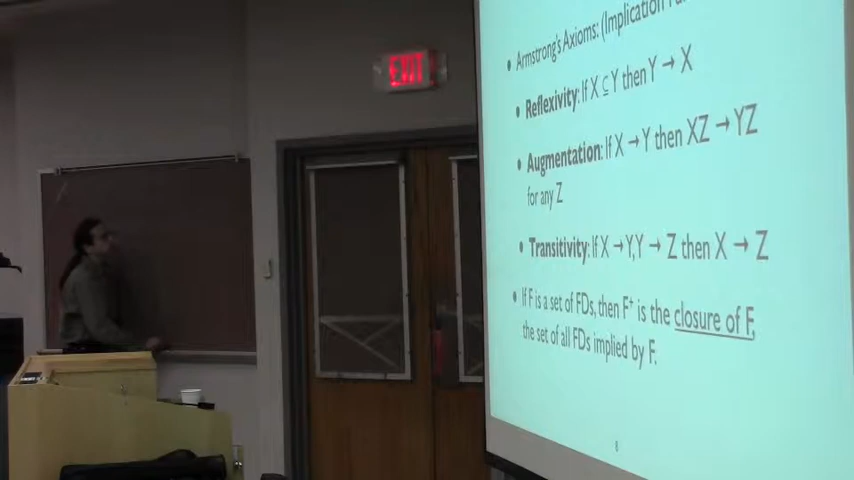 EXIT
• Armstrong's Axioms: (Implication
• Reflexivity: If X ⊆ Y then Y → X
• Augmentation: If X → Y, then XZ → YZ
for any Z
• Transitivity: If X → Y, Y → Z then X → Z
• If F is a set of FDs, then F⁺ is the closure of F,
the set of all FDs implied by F.
8